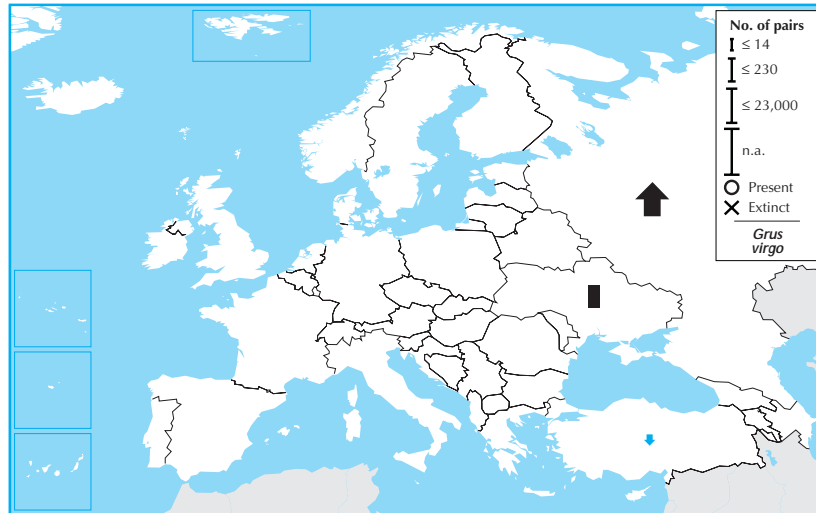 No. of pairs
≤ 14
≤ 230
≤ 23,000
n.a.
Present
Extinct
Grus
virgo